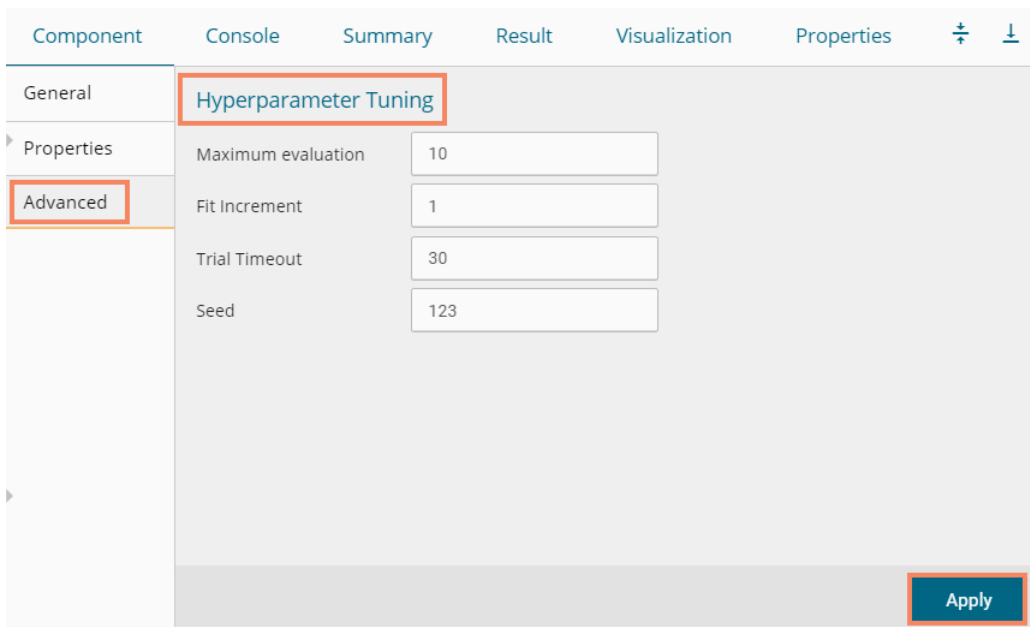 Component Console Summary Result Visualization Properties
General
Properties
Advanced
Hyperparameter Tuning
Maximum evaluation 10
Fit Increment 1
Trial Timeout 30
Seed 123
Apply